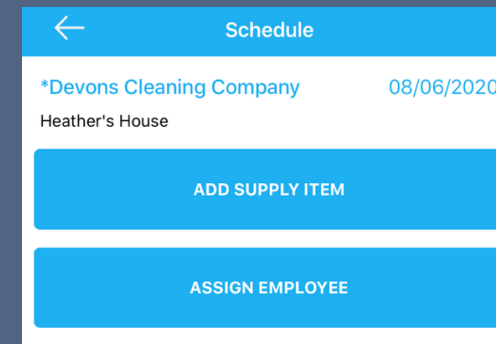 Schedule
*Devons Cleaning Company 08/06/2020
Heather's House
ADD SUPPLY ITEM
ASSIGN EMPLOYEE